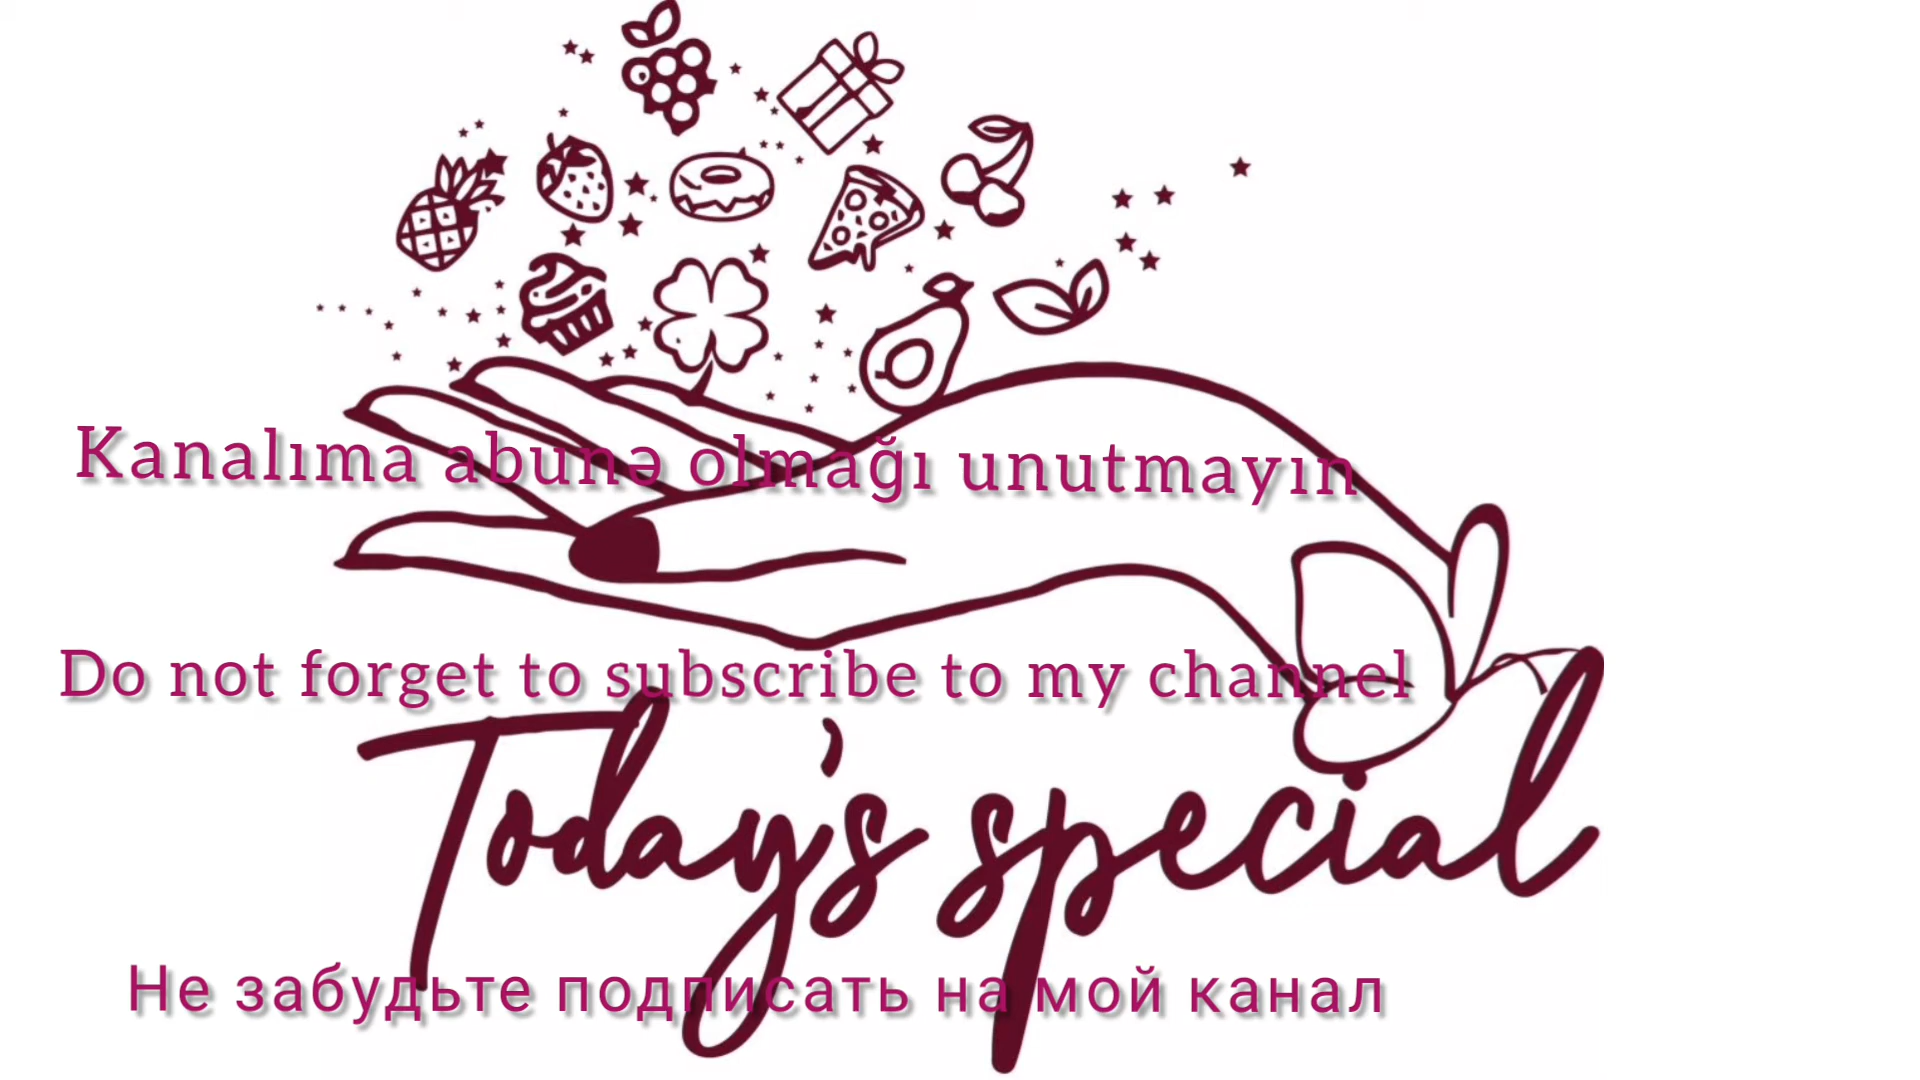 Kanalıma abunə olmağı unutmayın
Do not forget to subscribe to my channel
Today's special
Не забудьте подписать на мой канал